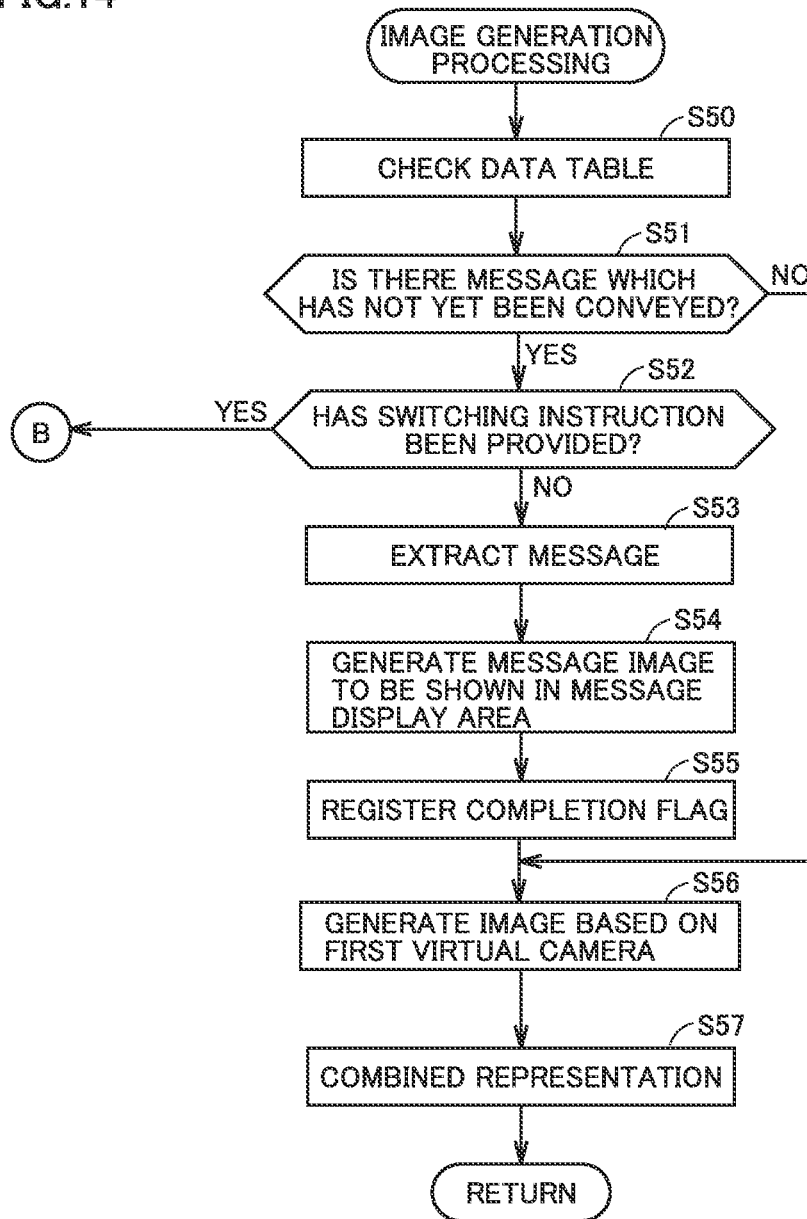 FIG.14
IMAGE GENERATION
PROCESSING
S50
CHECK DATA TABLE
S51
IS THERE MESSAGE WHICH
HAS NOT YET BEEN CONVEYED?
NO
YES
S52
HAS SWITCHING INSTRUCTION
BEEN PROVIDED?
YES
B
NO
S53
EXTRACT MESSAGE
S54
GENERATE MESSAGE IMAGE
TO BE SHOWN IN MESSAGE
DISPLAY AREA
S55
REGISTER COMPLETION FLAG
S56
GENERATE IMAGE BASED ON
FIRST VIRTUAL CAMERA
S57
COMBINED REPRESENTATION
RETURN